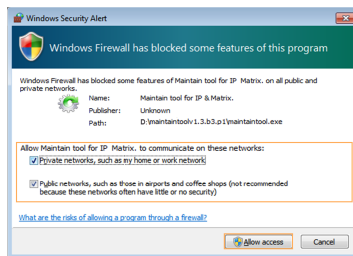 Windows Security Alert
Windows Firewall has blocked some features of this program
Windows Firewall has blocked some features of Maintain tool for IP Matrix. on all public and
private networks.
Name: Maintain tool for IP & Matrix.
Publisher: Unknown
Path: D:\maintaintoolv1.3.b3.p1\maintaintool.exe
Allow Maintain tool for IP Matrix. to communicate on these networks:
Private networks, such as my home or work network
Public networks, such as those in airports and coffee shops (not recommended
because these networks often have little or no security)
What are the risks of allowing a program through a firewall?
Allow access Cancel